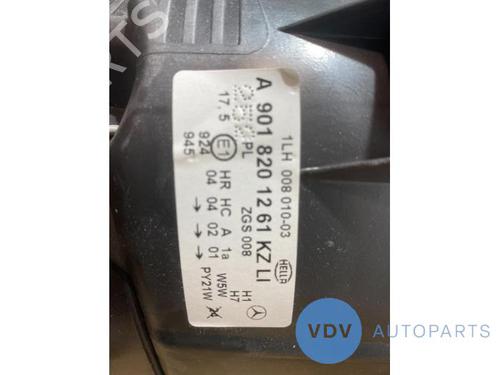 1LH 008 010-03
HELLA
A 901 820 12 61 KZ LI
PL ZGS 008
17,5 E1 HR HC A 1a H1
H7
924 04 04 02 01 W5W
945 → → → PY21W
VDV AUTOPARTS
PARTS